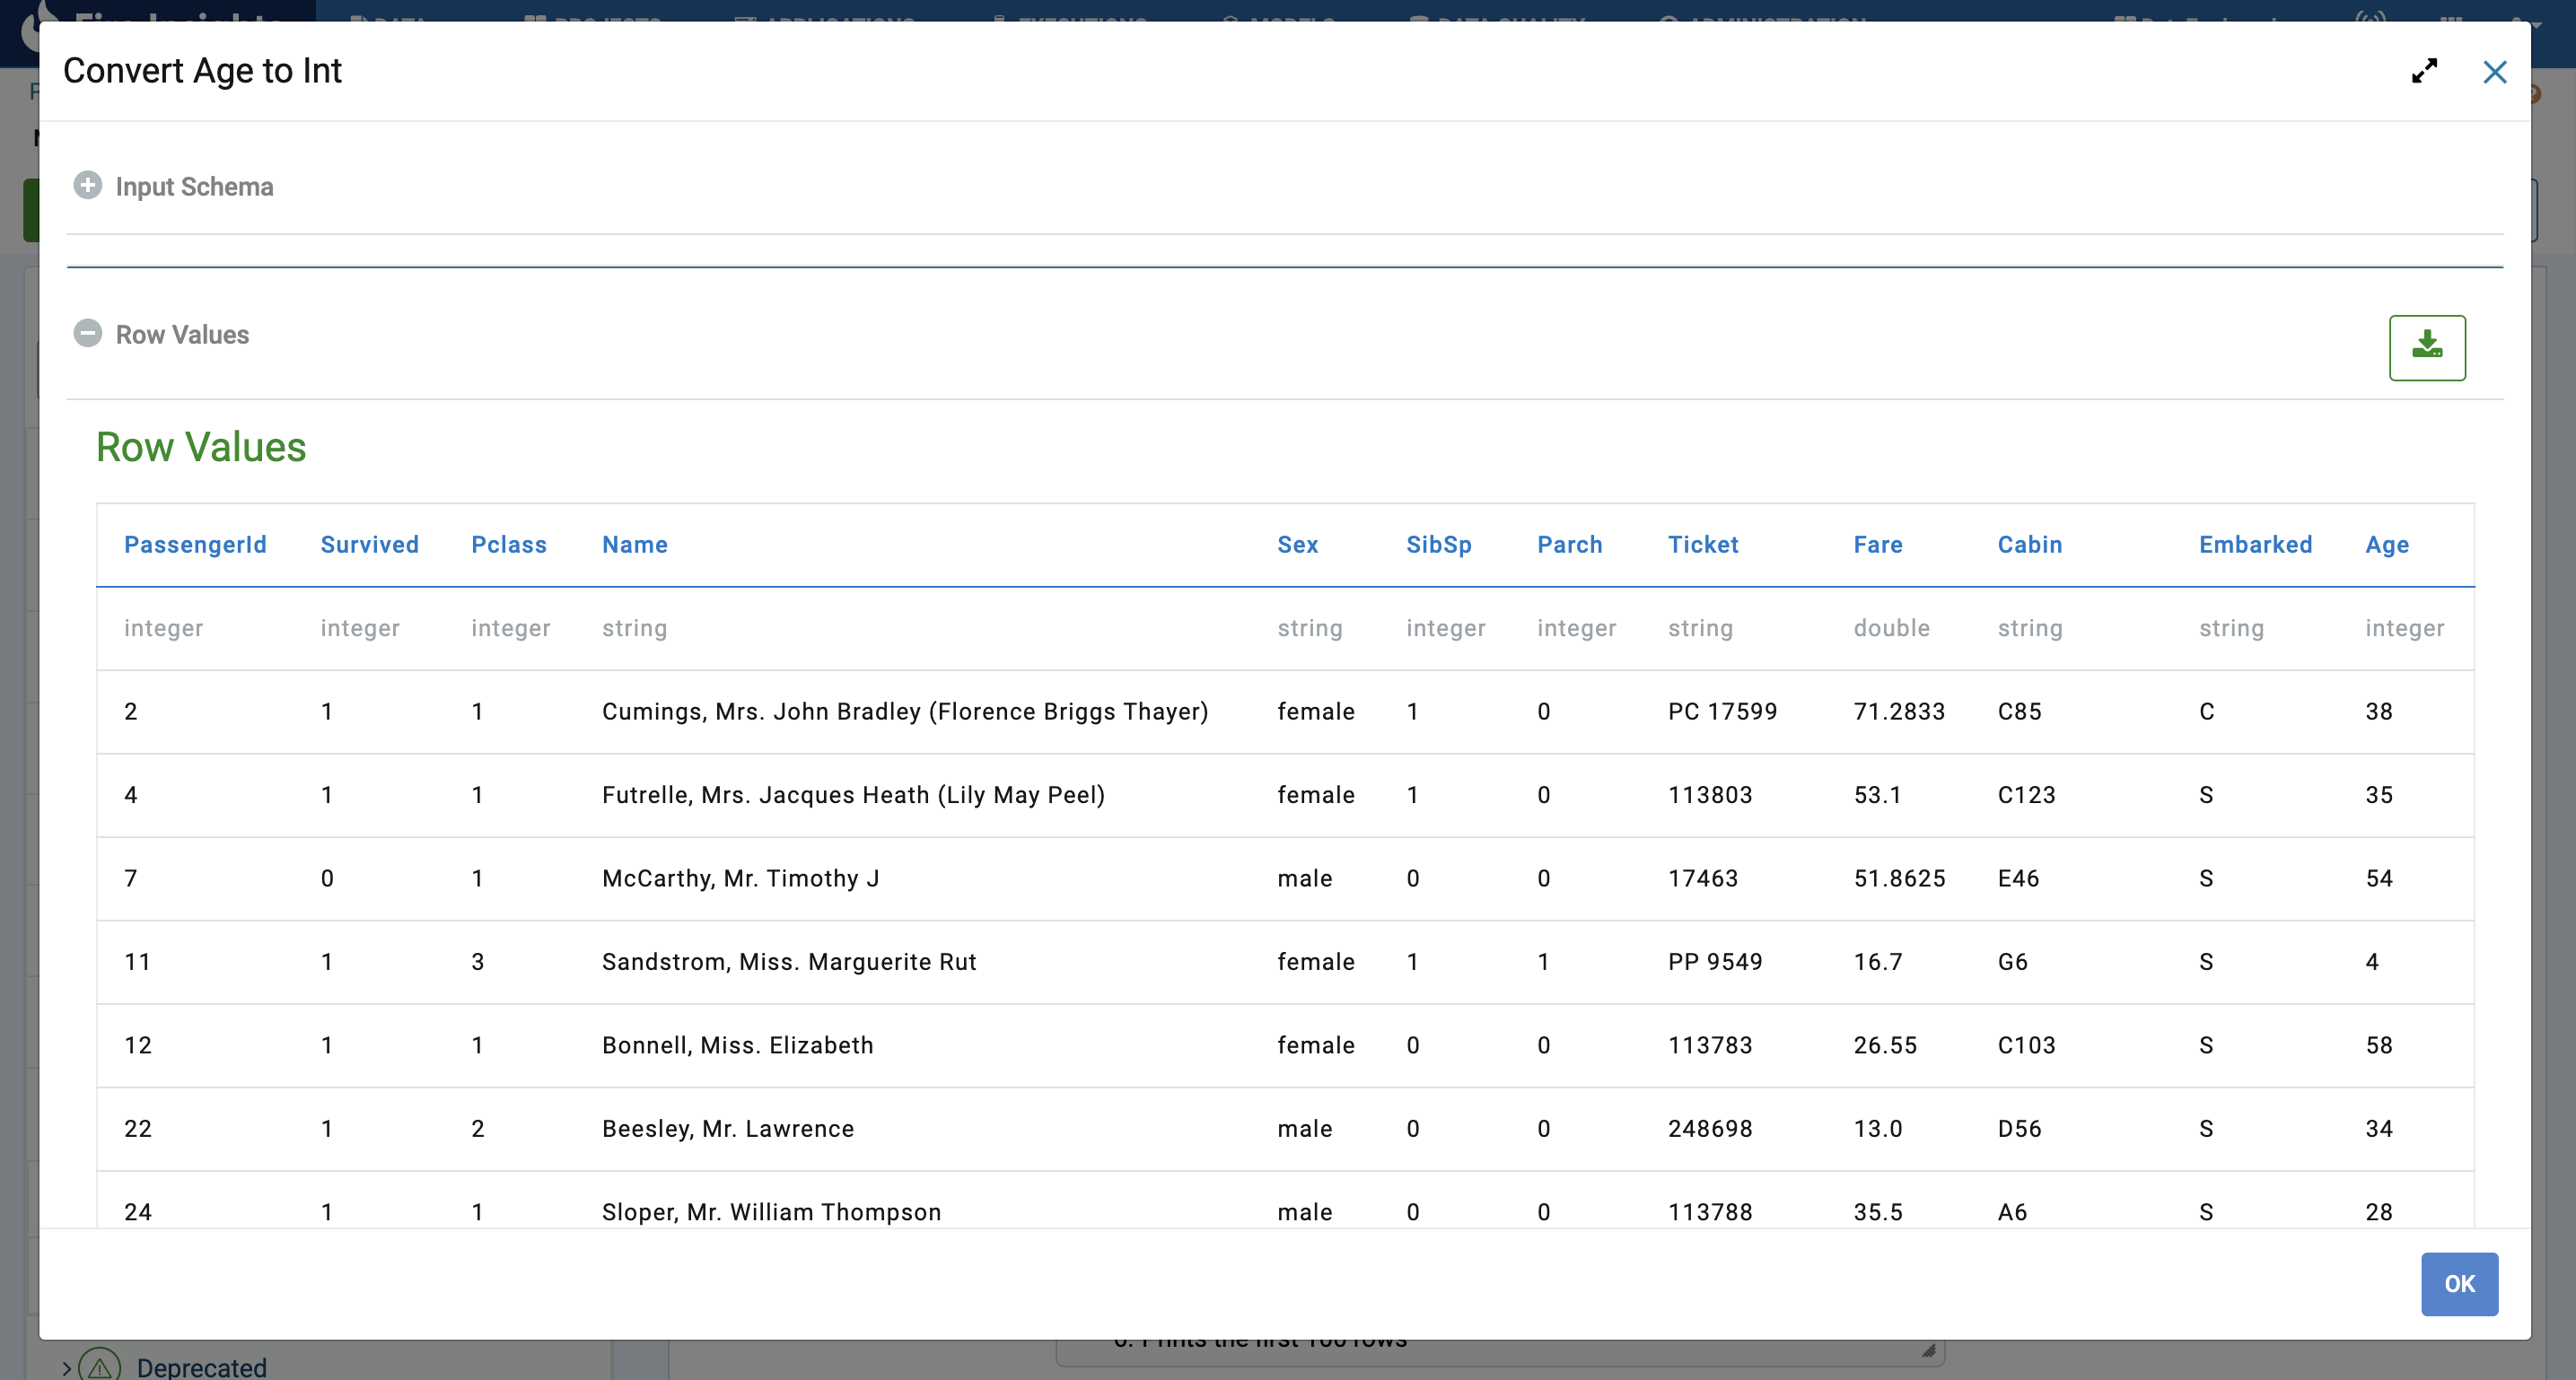 Convert Age to Int
Input Schema
Row Values
Row Values
PassengerId Survived Pclass Name Sex SibSp Parch Ticket Fare Cabin Embarked Age
integer integer integer string string integer integer string double string string integer
2 1 1 Cumings, Mrs. John Bradley (Florence Briggs Thayer) female 1 0 PC 17599 71.2833 C85 C 38
4 1 1 Futrelle, Mrs. Jacques Heath (Lily May Peel) female 1 0 113803 53.1 C123 S 35
7 0 1 McCarthy, Mr. Timothy J male 0 0 17463 51.8625 E46 S 54
11 1 3 Sandstrom, Miss. Marguerite Rut female 1 1 PP 9549 16.7 G6 S 4
12 1 1 Bonnell, Miss. Elizabeth female 0 0 113783 26.55 C103 S 58
22 1 2 Beesley, Mr. Lawrence male 0 0 248698 13.0 D56 S 34
24 1 1 Sloper, Mr. William Thompson male 0 0 113788 35.5 A6 S 28
OK
Deprecated